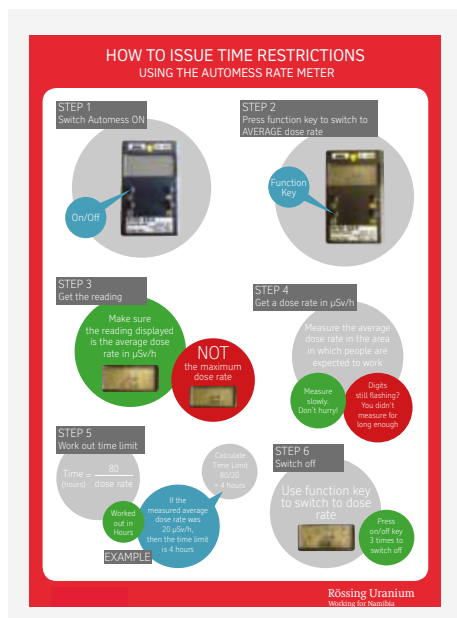 HOW TO ISSUE TIME RESTRICTIONS
USING THE AUTOMESS RATE METER
STEP 1
Switch Automess ON
On/Off
STEP 2
Press function key to switch to
AVERAGE dose rate
Function
Key
STEP 3
Get the reading
Make sure
the reading displayed
is the average dose
rate in µSv/h
NOT
the maximum
dose rate
STEP 4
Get a dose rate in µSv/h
Measure the average
dose rate in the area
in which people are
expected to work
Measure
slowly.
Don't hurry!
Digits
still flashing?
You didn't
measure for
long enough
STEP 5
Work out time limit
Time = 80
(hours) dose rate
Worked
out in
Hours
Calculate
Time Limit
80/20
= 4 hours
If the
measured average
dose rate was
20 µSv/h,
then the time limit
is 4 hours
EXAMPLE
STEP 6
Switch off
Use function key
to switch to dose
rate
Press
on/off key
3 times to
switch off
Rössing Uranium
Working for Namibia